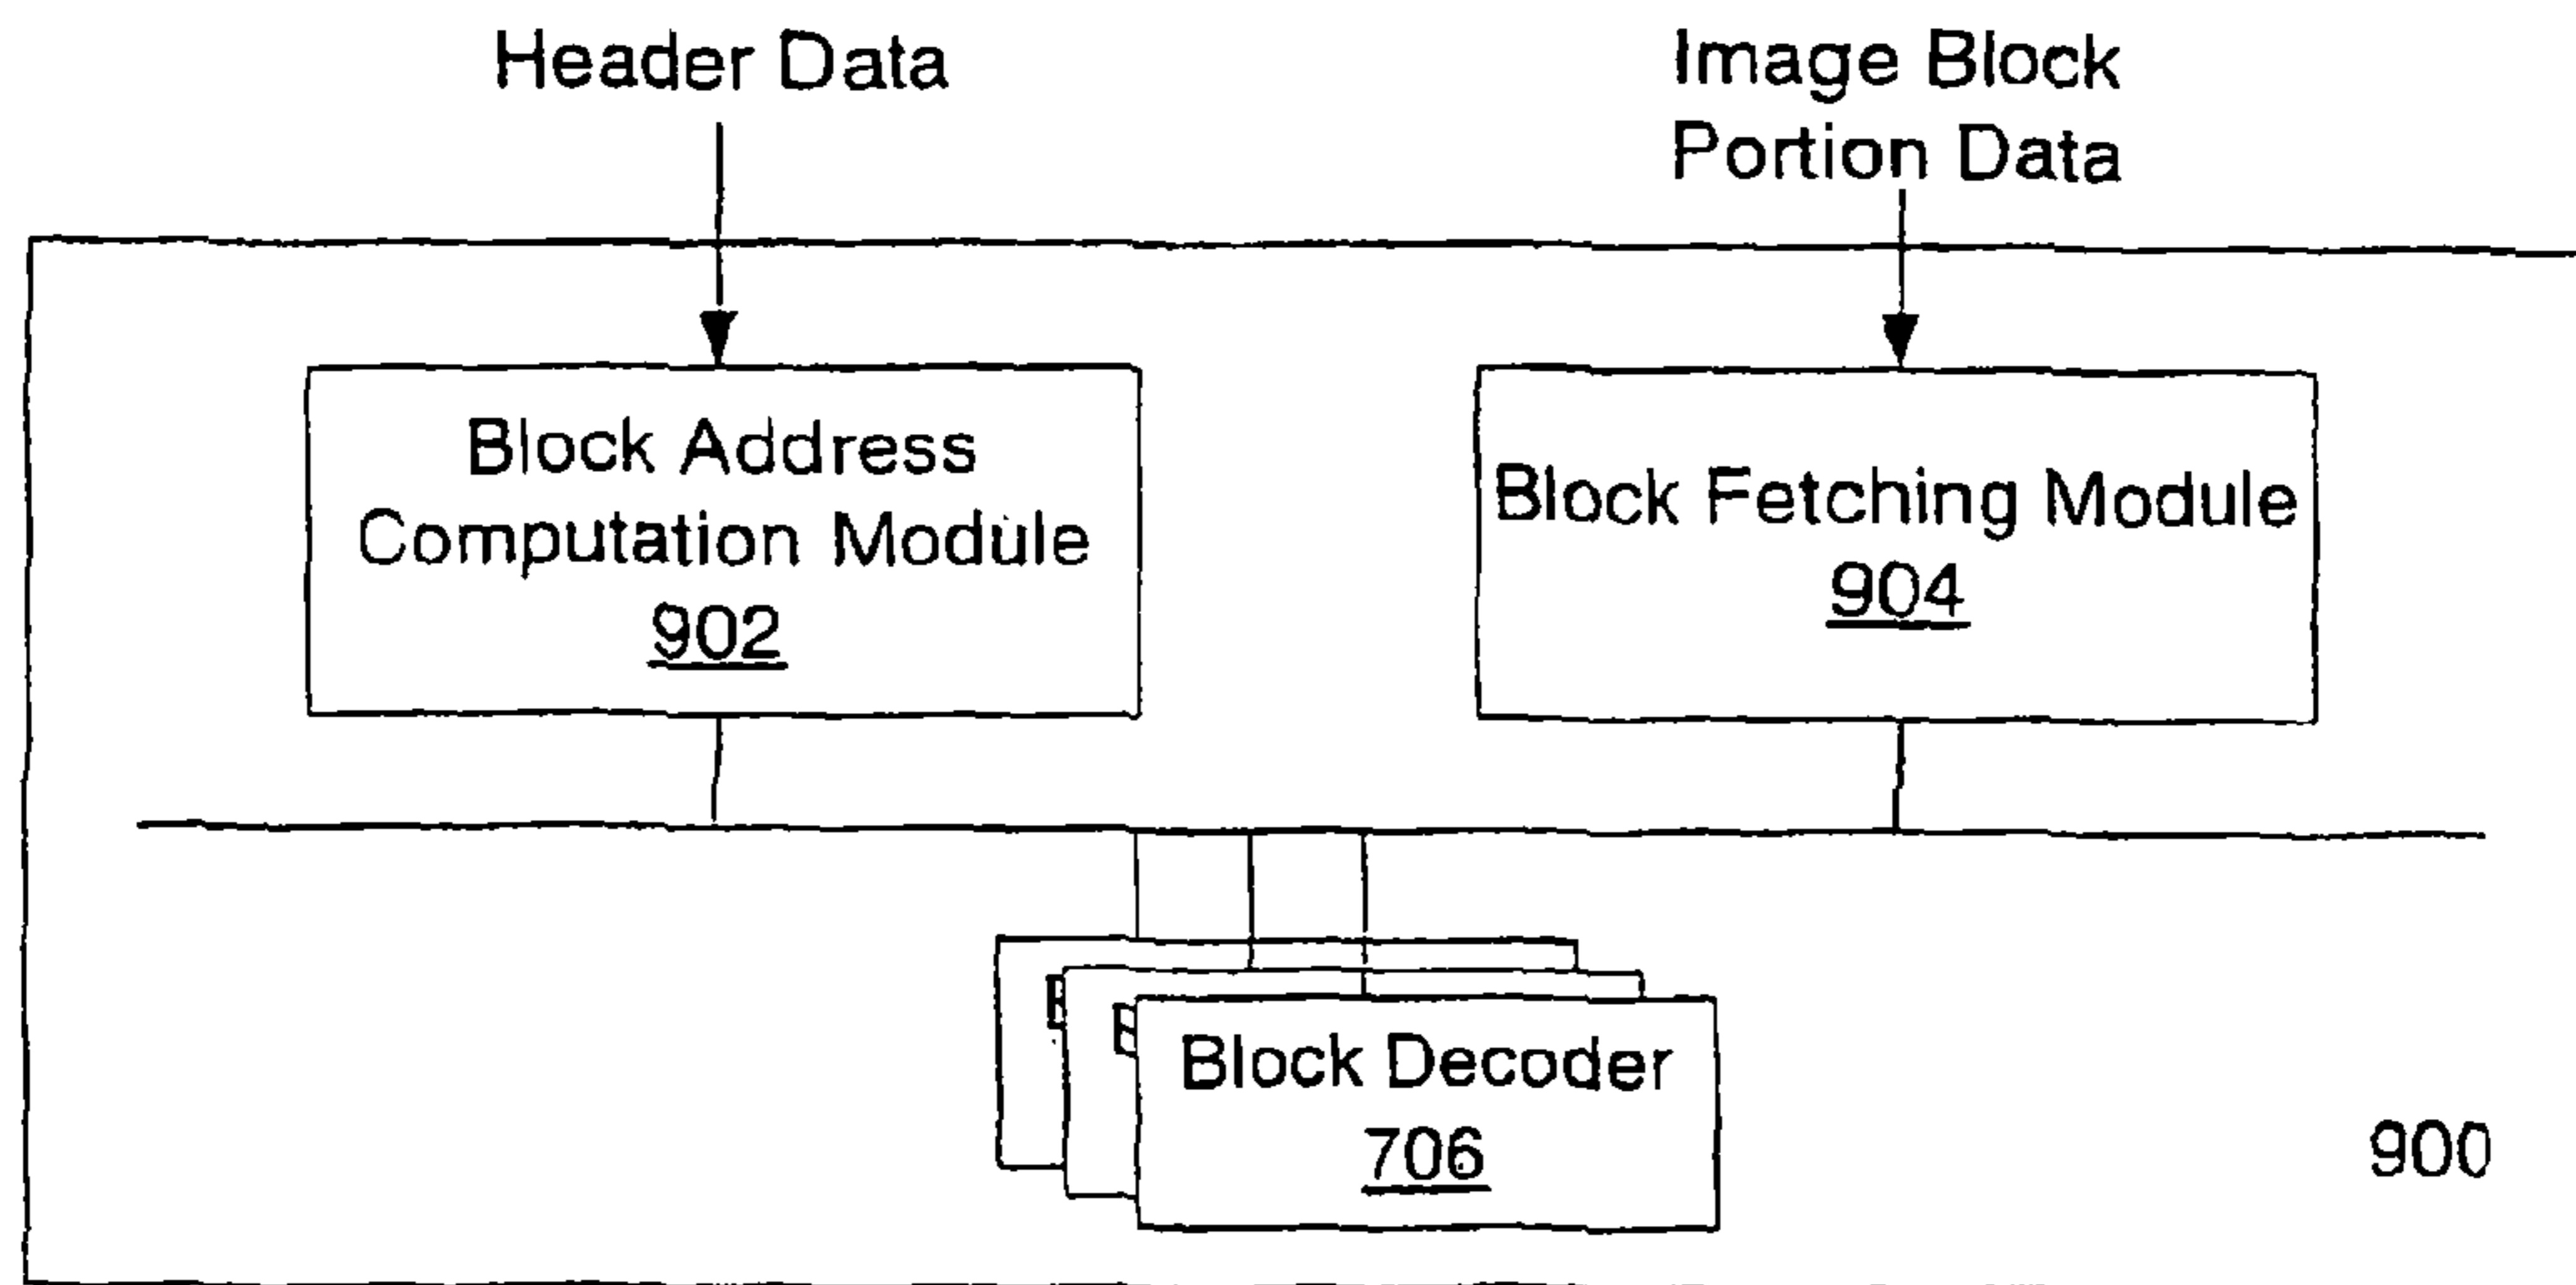 Header Data
Image Block
Portion Data
Block Address
Computation Module
902
Block Fetching Module
904
Block Decoder
706
900